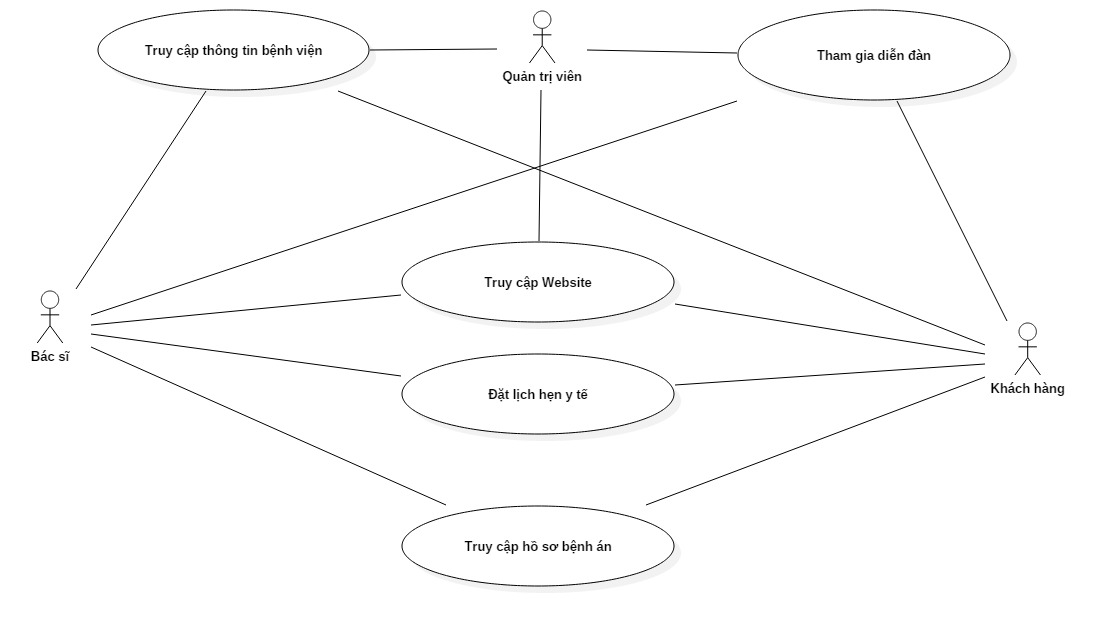 Truy cập thông tin bệnh viện
Quản trị viên
Tham gia diễn đàn
Truy cập Website
Bác sĩ
Khách hàng
Đặt lịch hẹn y tế
Truy cập hồ sơ bệnh án